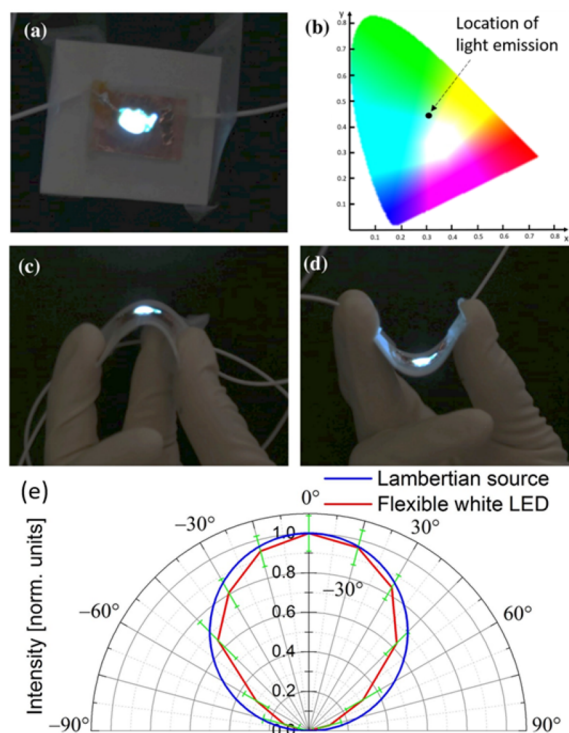 (a)
(b)
Location of
light emission
y
0.8
0.7
0.6
0.5
0.4
0.3
0.2
0.1
0
0.1
0.2
0.3
0.4
0.5
0.6
0.7
x
(c)
(d)
(e)
Lambertian source
Flexible white LED
Intensity [norm. units]
−90°
−60°
−30°
0°
30°
60°
90°
−30°
1.0
0.8
0.6
0.4
0.2
0.0